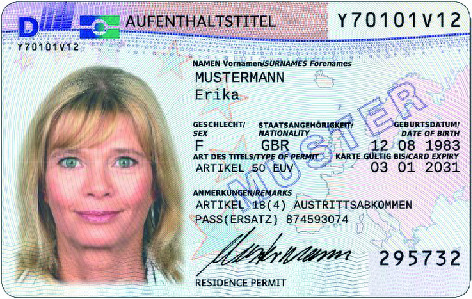 D
AUFENTHALTSTITEL
Y70101V12
Y70101V12
NAMEN Vornamen/SURNAMES Forenames
MUSTERMANN
Erika
GESCHLECHT/ STAATSANGEHÖRIGKEIT/ GEBURTSDATUM/
SEX NATIONALITY DATE OF BIRTH
F GBR 12 08 1983
ART DES TITELS/TYPE OF PERMIT KARTE GÜLTIG BIS/CARD EXPIRY
ARTIKEL 50 EUV 03 01 2031
ANMERKUNGEN/REMARKS
ARTIKEL 18(4) AUSTRITTSABKOMMEN
PASS(ERSATZ) 874593074
Mustermann
295732
RESIDENCE PERMIT
MUSTER